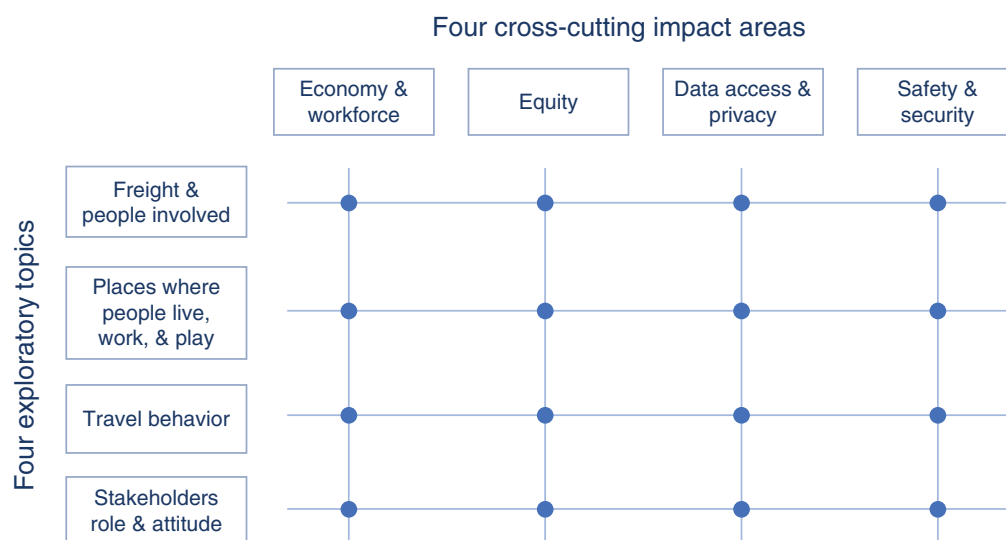 Four cross-cutting impact areas
Economy &
workforce
Equity
Data access &
privacy
Safety &
security
Four exploratory topics
Freight &
people involved
Places where
people live,
work, & play
Travel behavior
Stakeholders
role & attitude